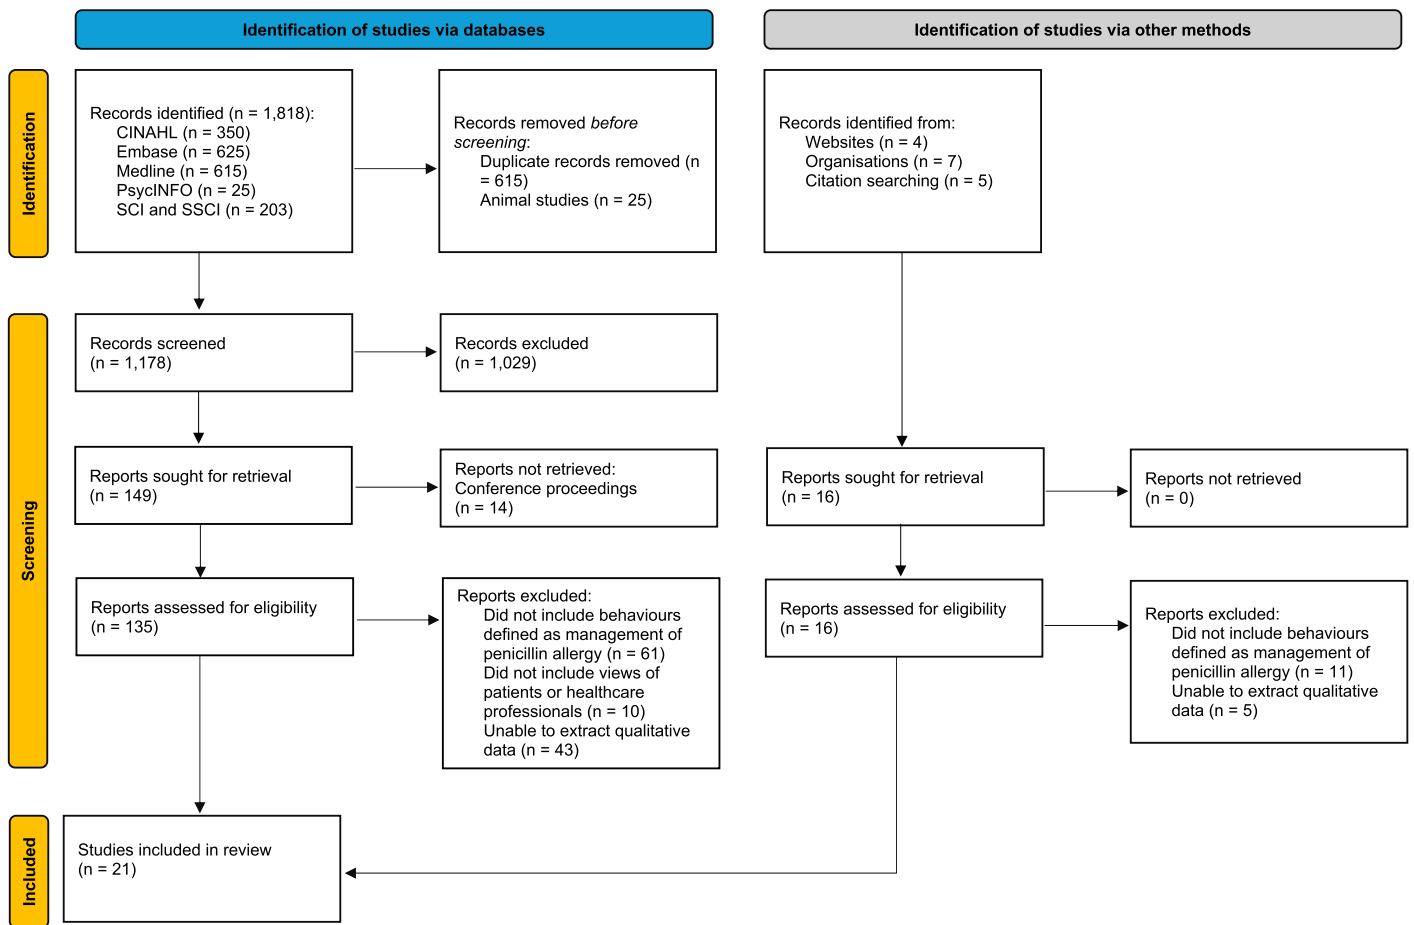 Identification of studies via databases
Identification of studies via other methods
Identification
Records identified (n = 1,818):
CINAHL (n = 350)
Embase (n = 625)
Medline (n = 615)
PsycINFO (n = 25)
SCI and SSCI (n = 203)
Records removed before
screening:
Duplicate records removed (n
= 615)
Animal studies (n = 25)
Records identified from:
Websites (n = 4)
Organisations (n = 7)
Citation searching (n = 5)
Screening
Records screened
(n = 1,178)
Records excluded
(n = 1,029)
Reports sought for retrieval
(n = 149)
Reports not retrieved:
Conference proceedings
(n = 14)
Reports sought for retrieval
(n = 16)
Reports not retrieved
(n = 0)
Reports assessed for eligibility
(n = 135)
Reports excluded:
Did not include behaviours
defined as management of
penicillin allergy (n = 61)
Did not include views of
patients or healthcare
professionals (n = 10)
Unable to extract qualitative
data (n = 43)
Reports assessed for eligibility
(n = 16)
Reports excluded:
Did not include behaviours
defined as management of
penicillin allergy (n = 11)
Unable to extract qualitative
data (n = 5)
Included
Studies included in review
(n = 21)